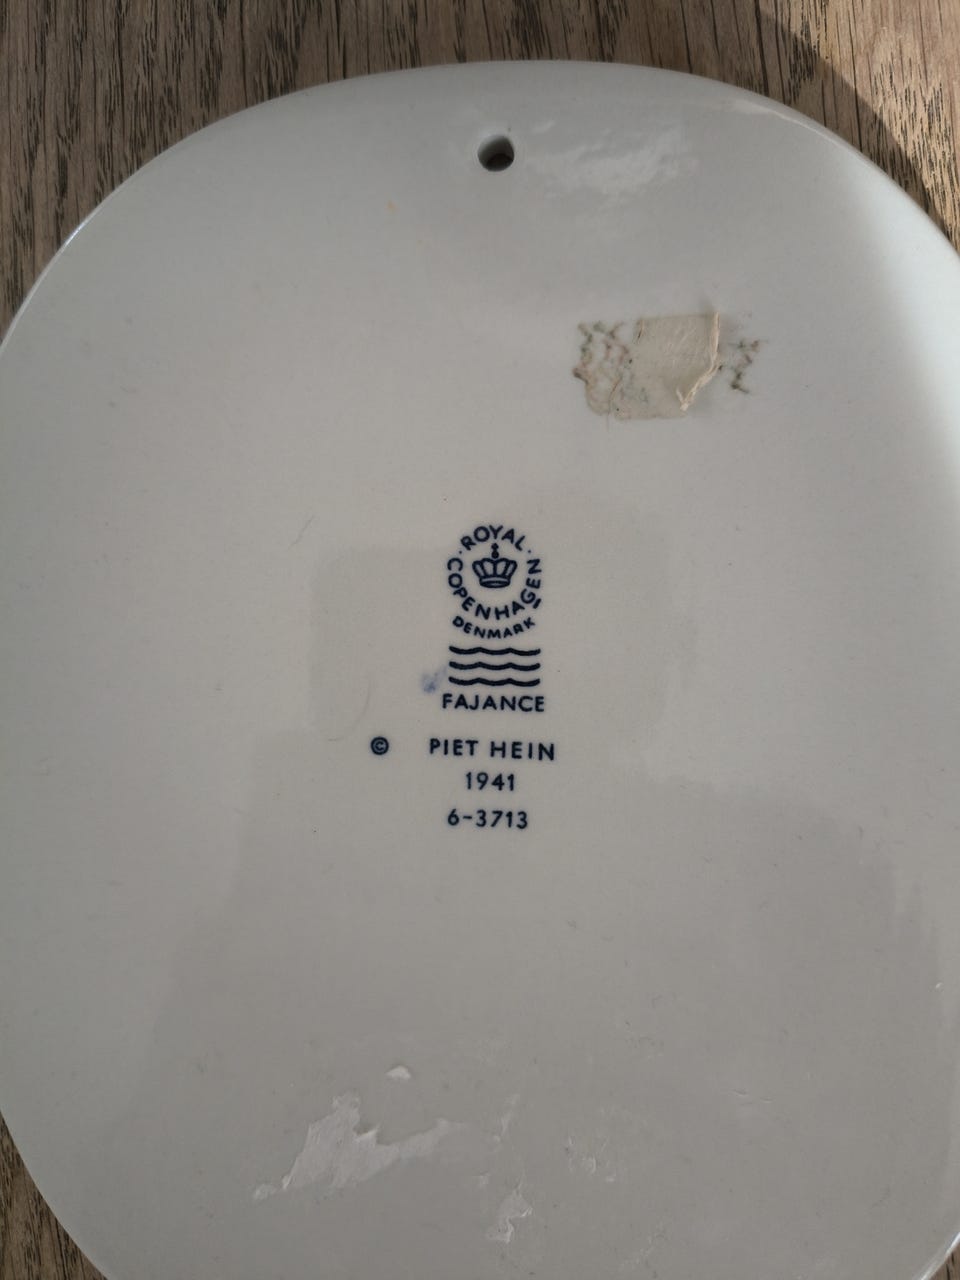 ROYAL
COPENHAGEN
DENMARK
FAJANCE
© PIET HEIN
1941
6-3713